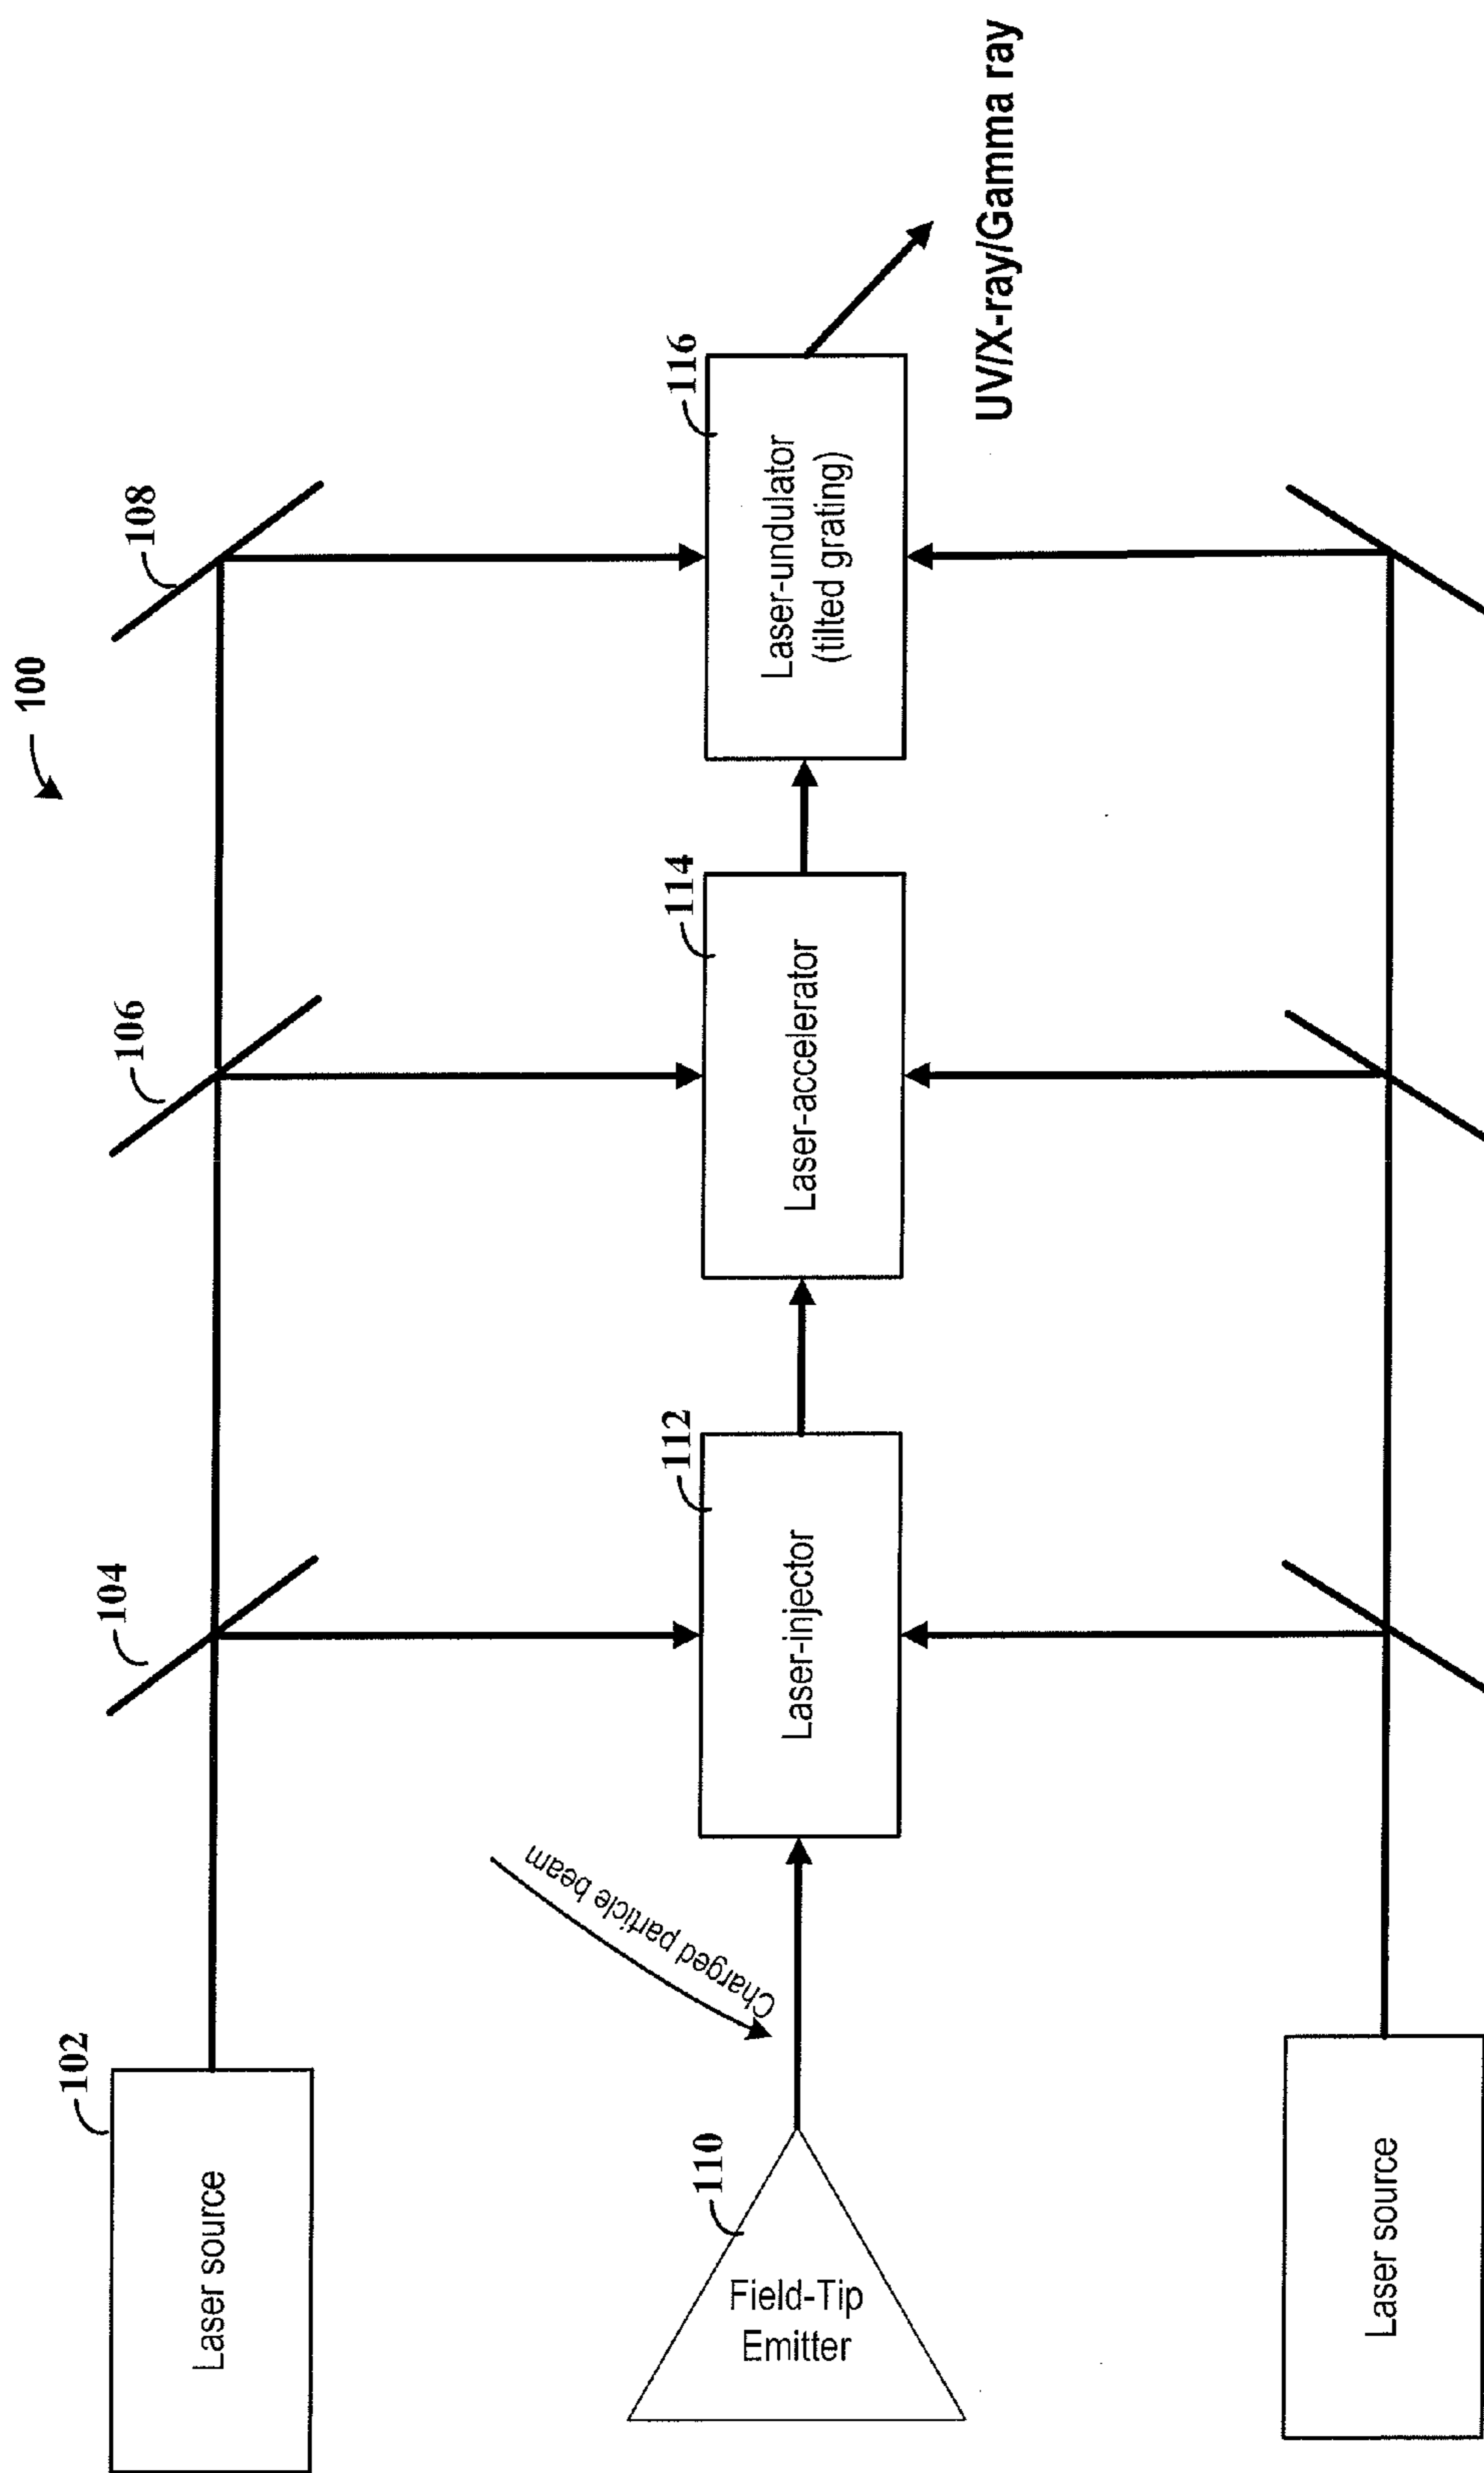 100
102
Laser source
104
106
108
110
Field-Tip
Emitter
Charged particle beam
112
Laser-injector
114
Laser-accelerator
116
Laser-undulator
(tilted grating)
UV/X-ray/Gamma ray
Laser source